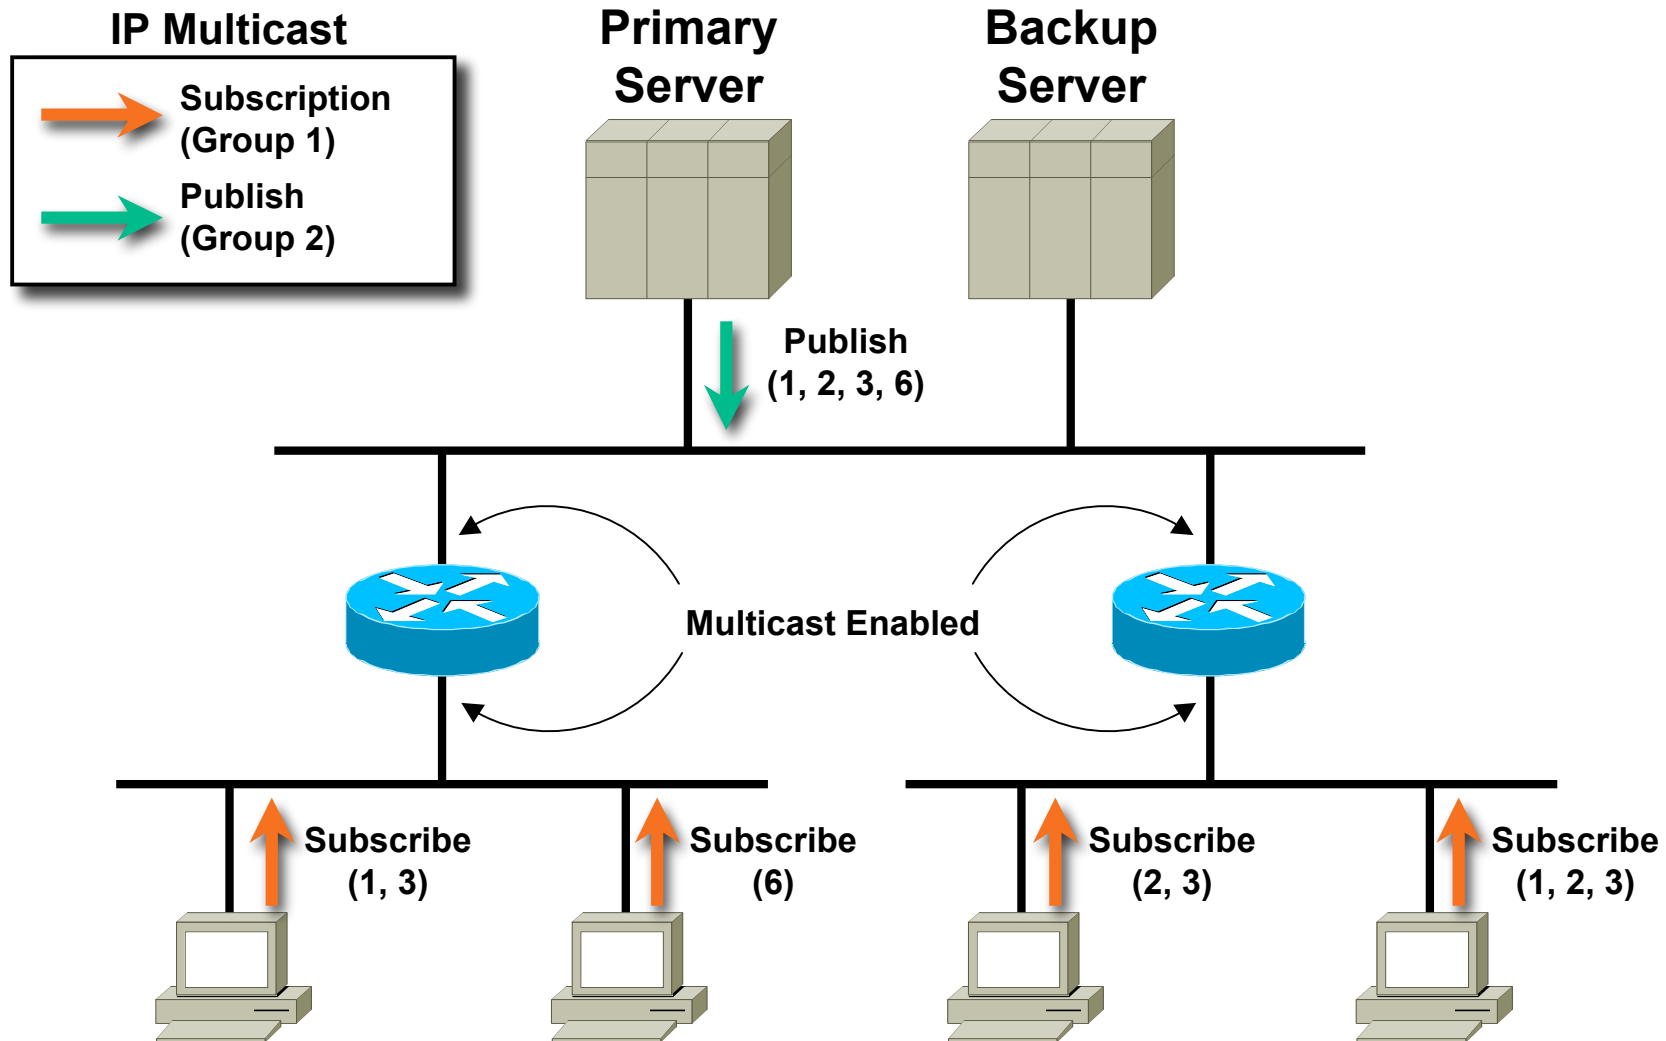 IP Multicast
Subscription
(Group 1)
Publish
(Group 2)
Primary
Server
Backup
Server
Publish
(1, 2, 3, 6)
Multicast Enabled
Subscribe
(1, 3)
Subscribe
(6)
Subscribe
(2, 3)
Subscribe
(1, 2, 3)